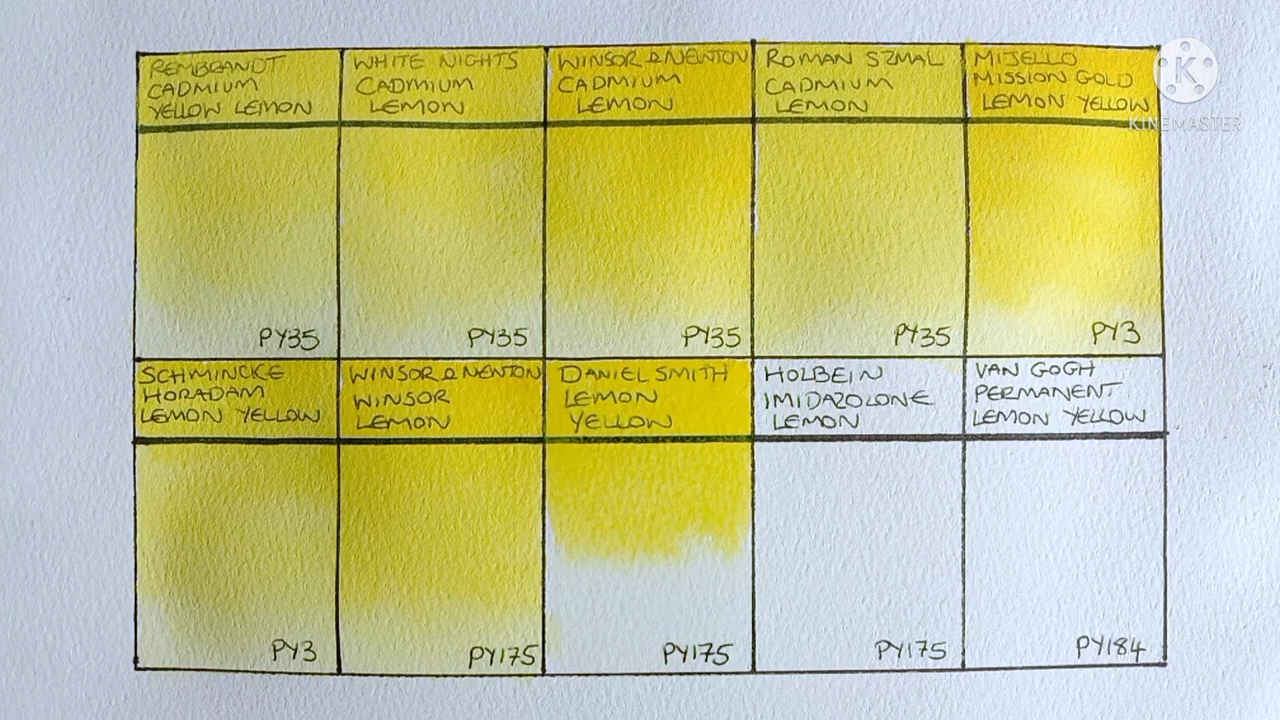 REMBRANDT
CADMIUM
YELLOW LEMON
PY35
WHITE NIGHTS
CADMIUM
LEMON
PY35
WINSOR & NEWTON
CADMIUM
LEMON
PY35
ROMAN SZMAL
CADMIUM
LEMON
PY35
MIJELLO
MISSION GOLD
LEMON YELLOW
PY3
K
KINEMASTER
SCHMINCKE
HORADAM
LEMON YELLOW
PY3
WINSOR & NEWTON
WINSOR
LEMON
PY175
DANIEL SMITH
LEMON
YELLOW
PY175
HOLBEIN
IMIDAZOLONE
LEMON
PY175
VAN GOGH
PERMANENT
LEMON YELLOW
PY184